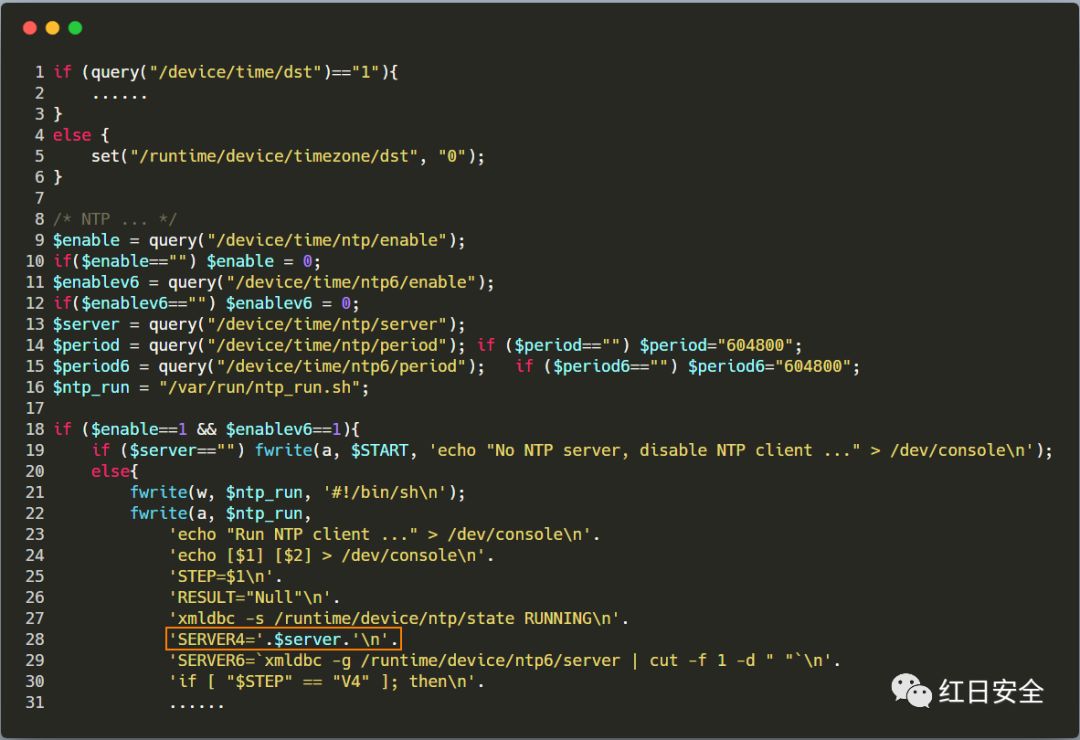 1 if (query("/device/time/dst")=="1"){
2     ......
3 }
4 else {
5     set("/runtime/device/timezone/dst", "0");
6 }
7
8 /* NTP ... */
9 $enable = query("/device/time/ntp/enable");
10 if($enable=="") $enable = 0;
11 $enablev6 = query("/device/time/ntp6/enable");
12 if($enablev6=="") $enablev6 = 0;
13 $server = query("/device/time/ntp/server");
14 $period = query("/device/time/ntp/period"); if ($period=="") $period="604800";
15 $period6 = query("/device/time/ntp6/period");   if ($period6=="") $period6="604800";
16 $ntp_run = "/var/run/ntp_run.sh";
17
18 if ($enable==1 && $enablev6==1){
19     if ($server=="") fwrite(a, $START, 'echo "No NTP server, disable NTP client ..." > /dev/console\n');
20     else{
21         fwrite(w, $ntp_run, '#!/bin/sh\n');
22         fwrite(a, $ntp_run,
23             'echo "Run NTP client ..." > /dev/console\n'.
24             'echo [$1] [$2] > /dev/console\n'.
25             'STEP=$1\n'.
26             'RESULT="Null"\n'.
27             'xmldbc -s /runtime/device/ntp/state RUNNING\n'.
28             'SERVER4='.$server.'\n'.
29             'SERVER6=`xmldbc -g /runtime/device/ntp6/server | cut -f 1 -d " "`\n'.
30             'if [ "$STEP" == "V4" ]; then\n'.
31             ......
红日安全